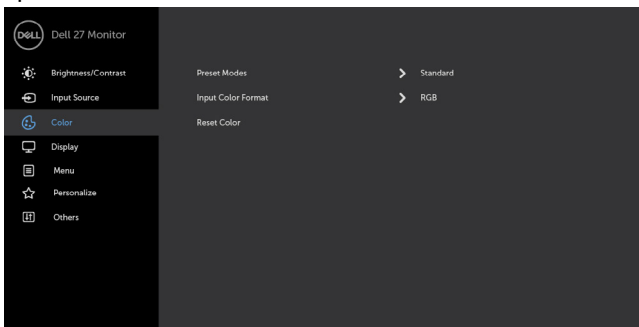 DELL Dell 27 Monitor
Brightness/Contrast
Preset Modes Standard
Input Source
Input Color Format RGB
Color
Reset Color
Display
Menu
Personalize
Others